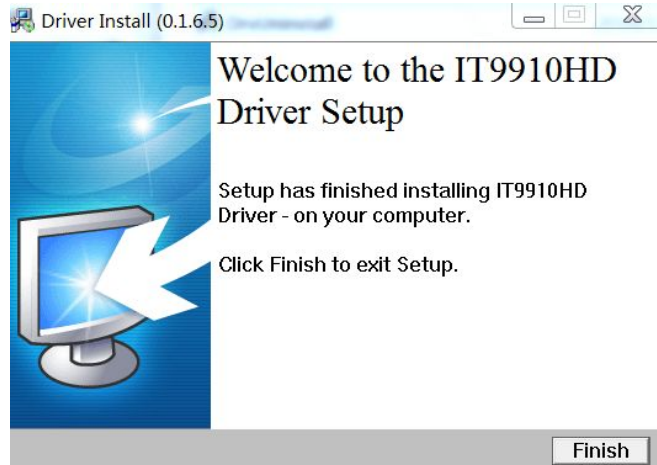 Driver Install (0.1.6.5)
Welcome to the IT9910HD
Driver Setup
Setup has finished installing IT9910HD
Driver - on your computer.
Click Finish to exit Setup.
Finish